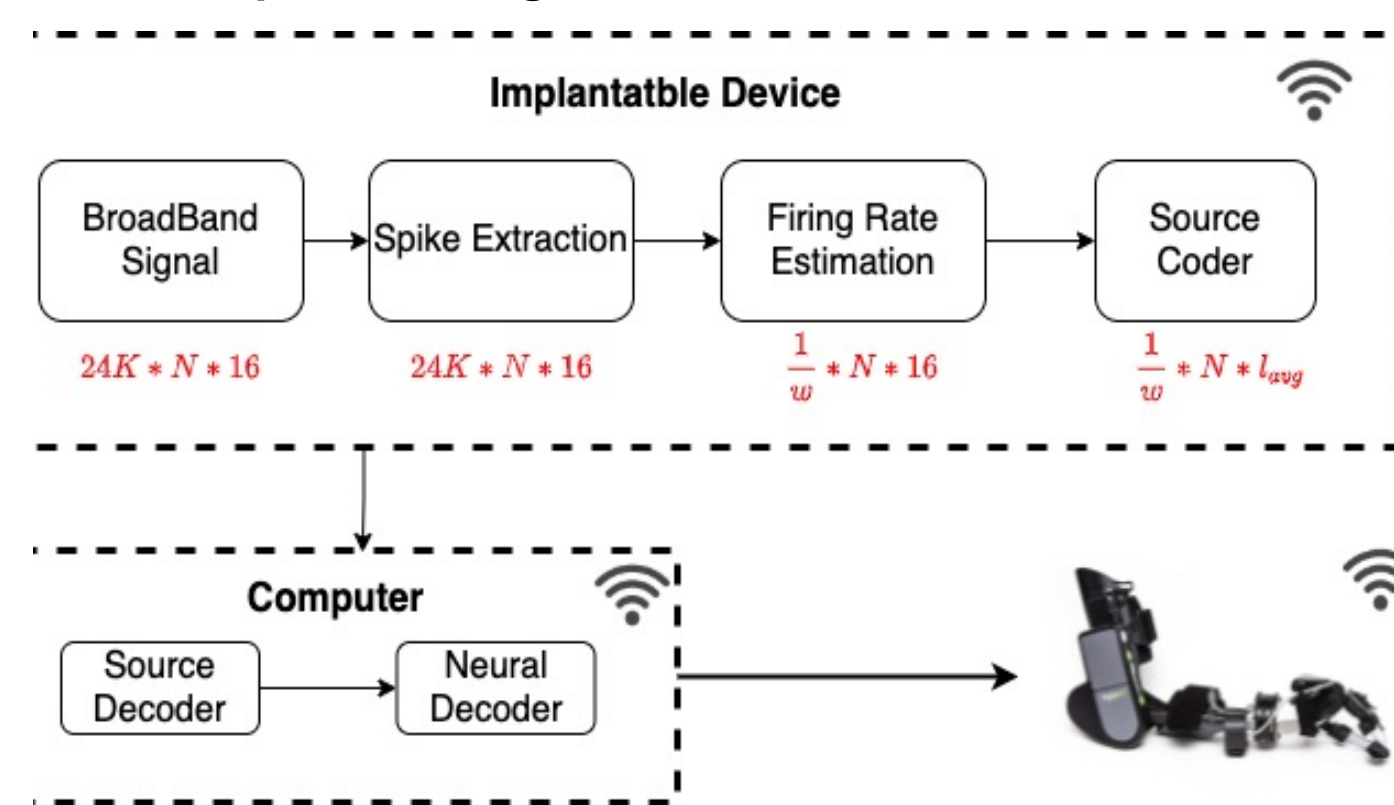 Implantatble Device
BroadBand
Signal
Spike Extraction
Firing Rate
Estimation
Source
Coder
24K * N * 16
24K * N * 16
1/w * N * 16
1/w * N * l_avg
Computer
Source
Decoder
Neural
Decoder